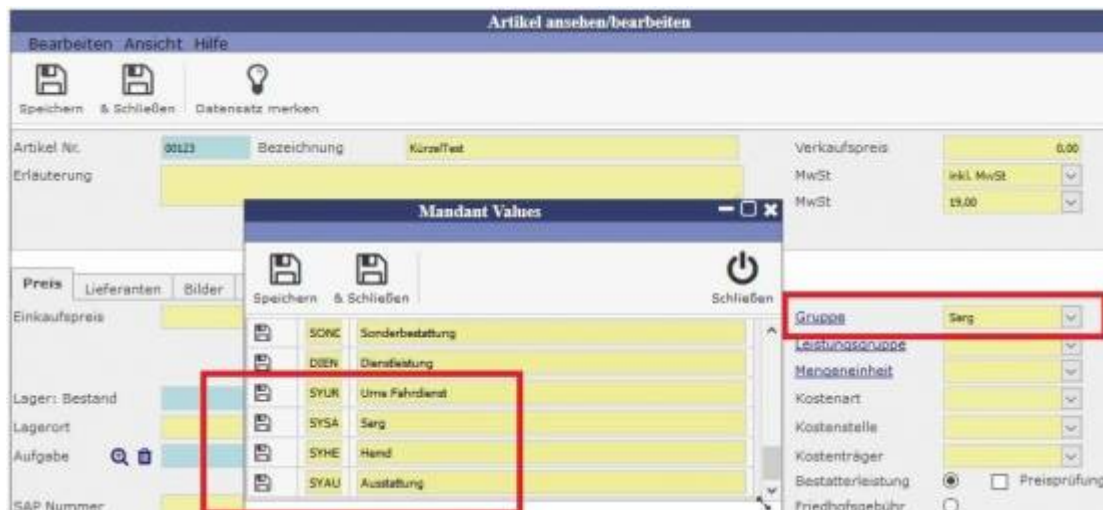 Artikel ansehen/bearbeiten
Bearbeiten Ansicht Hilfe
Speichern & Schließen Datensatz merken
Artikel Nr. 00123 Bezeichnung KürzelTest Verkaufspreis 0,00
Erläuterung MwSt inkl. MwSt
MwSt 19,00
Mandant Values
Speichern & Schließen Schließen
Preis Lieferanten Bilder
Einkaufspreis Gruppe Sarg
SONC Sonderbestattung Leistungsgruppe
DIEN Dienstleistung Mengeneinheit
Lager: Bestand SYUR Urne Fahrdienst Kostenart
Lagerort SYSA Sarg Kostenstelle
Aufgabe SYHE Hemd Kostenträger
SYAU Ausstattung Bestatterleistung Preisprüfung
SAP Nummer Friedhofsgebühr